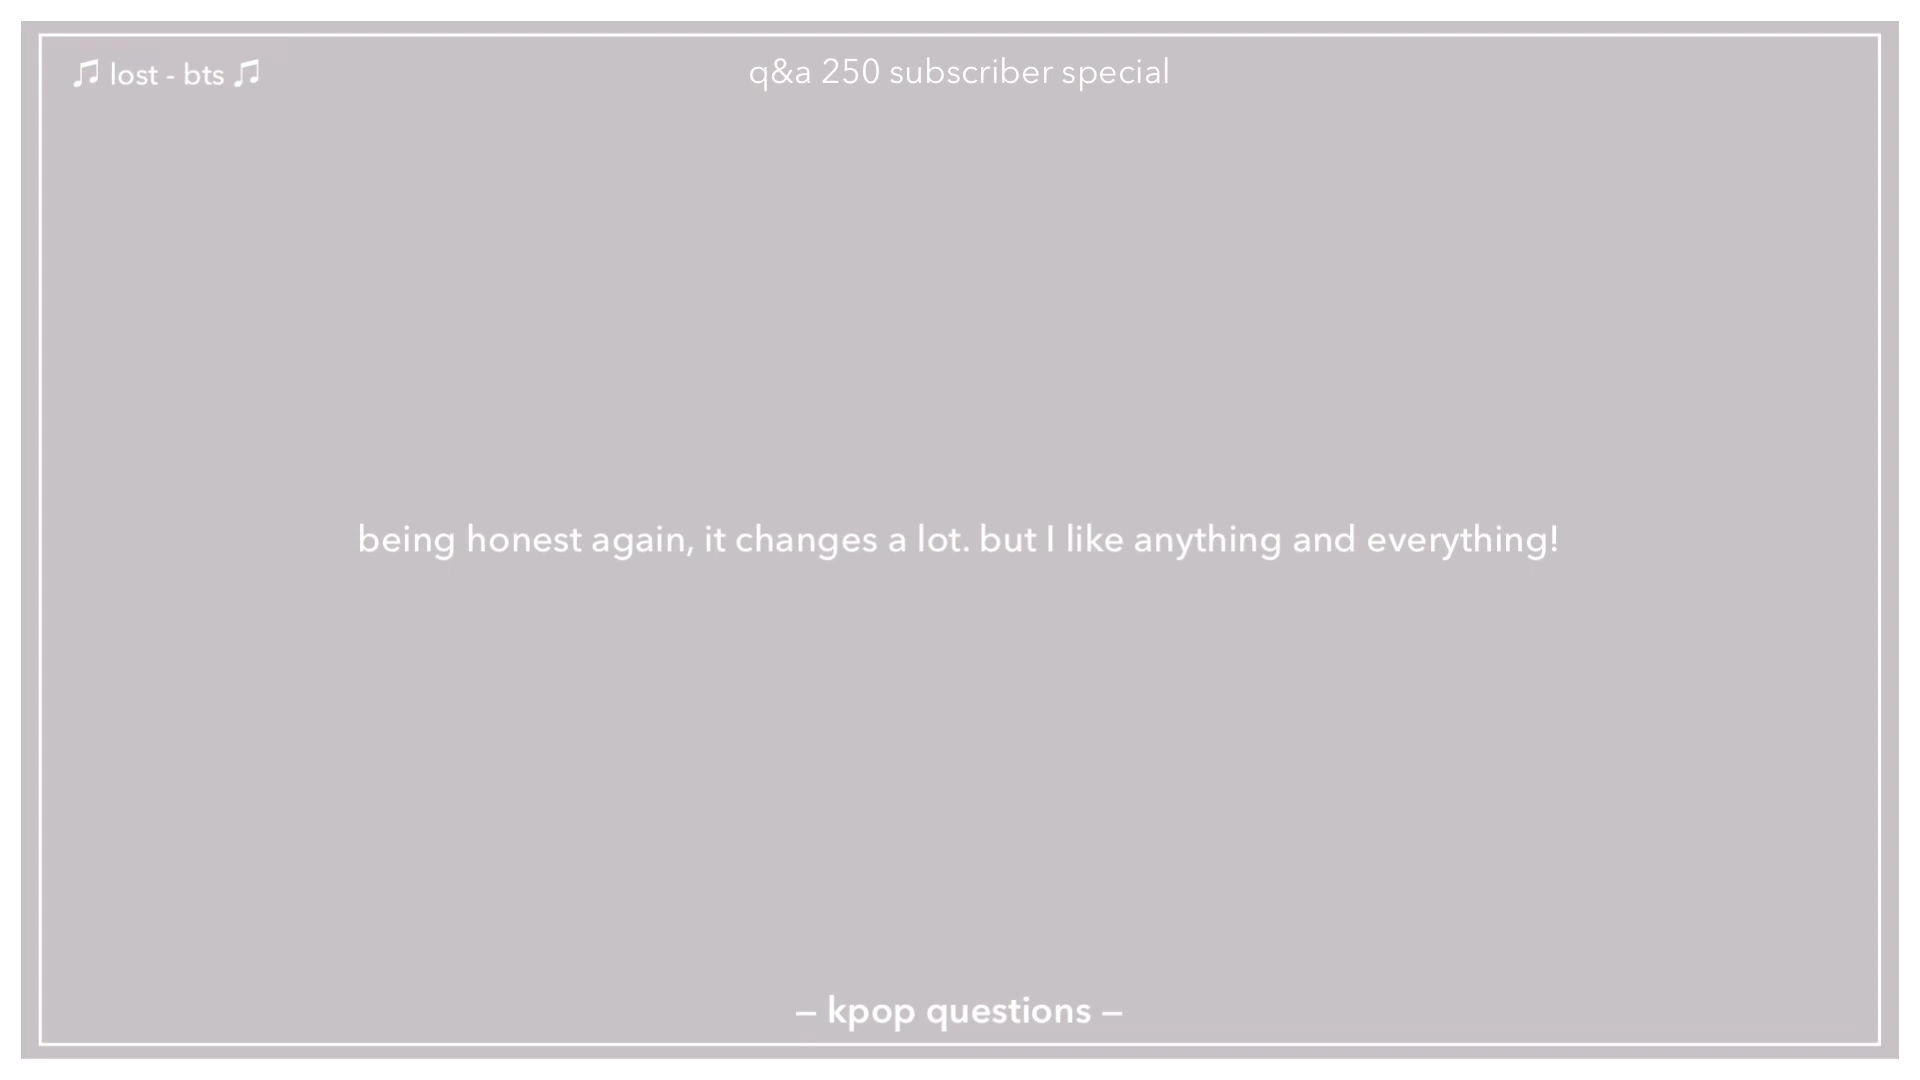 ♫ lost - bts ♫
q&a 250 subscriber special
being honest again, it changes a lot. but I like anything and everything!
– kpop questions –